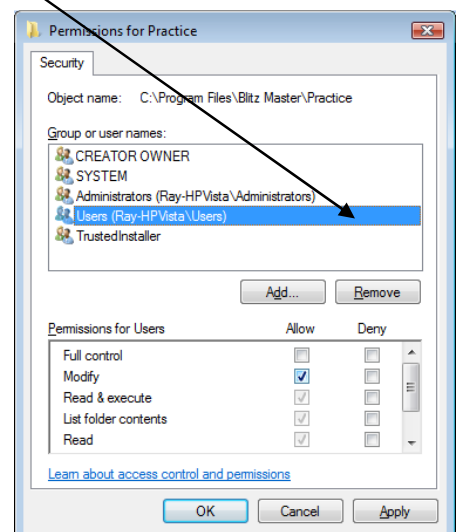 Permissions for Practice
Security
Object name: C:\Program Files\Blitz Master\Practice
Group or user names:
CREATOR OWNER
SYSTEM
Administrators (Ray-HPVista\Administrators)
Users (Ray-HPVista\Users)
TrustedInstaller
Add... Remove
Permissions for Users Allow Deny
Full control
Modify
Read & execute
List folder contents
Read
Learn about access control and permissions
OK Cancel Apply